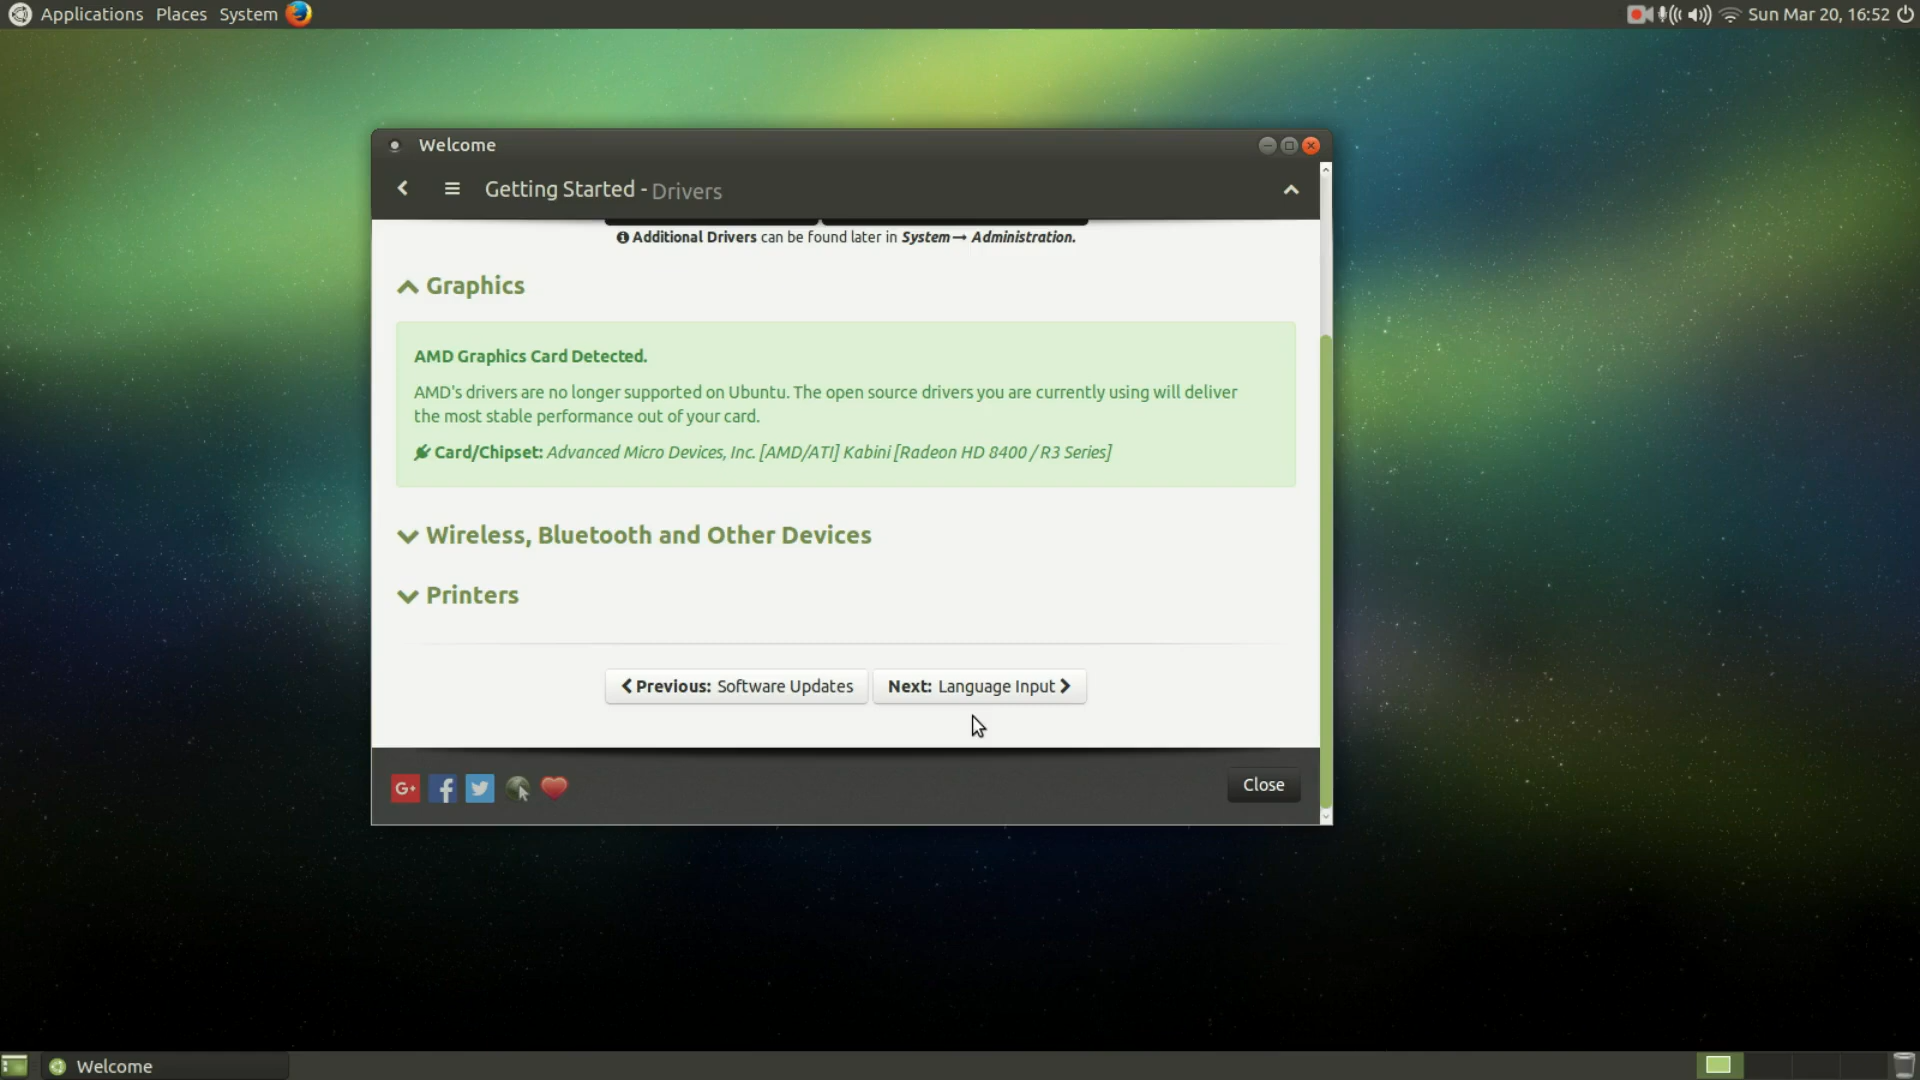 Applications Places System
Sun Mar 20, 16:52
Welcome
Getting Started - Drivers
Additional Drivers can be found later in System→ Administration.
Graphics
AMD Graphics Card Detected.
AMD's drivers are no longer supported on Ubuntu. The open source drivers you are currently using will deliver
the most stable performance out of your card.
Card/Chipset: Advanced Micro Devices, Inc. [AMD/ATI] Kabini [Radeon HD 8400 / R3 Series]
Wireless, Bluetooth and Other Devices
Printers
Previous: Software Updates
Next: Language Input
G+
Close
Welcome